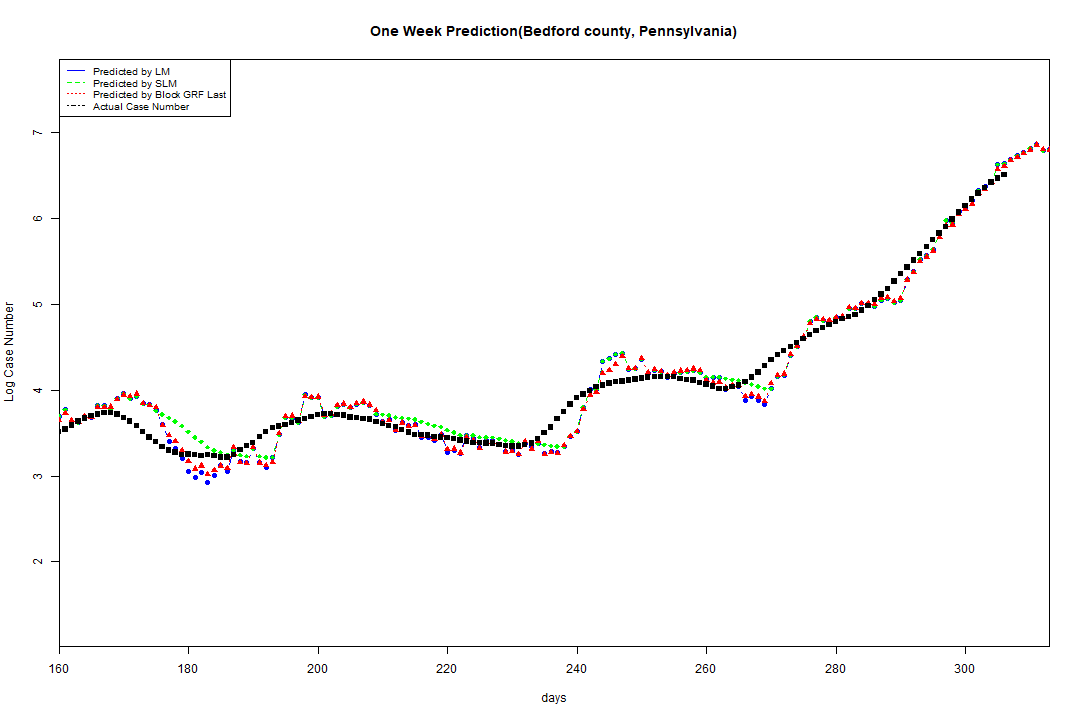 One Week Prediction(Bedford county, Pennsylvania)
Predicted by LM
Predicted by SLM
Predicted by Block GRF Last
Actual Case Number
7
6
5
4
3
2
Log Case Number
160 180 200 220 240 260 280 300
days